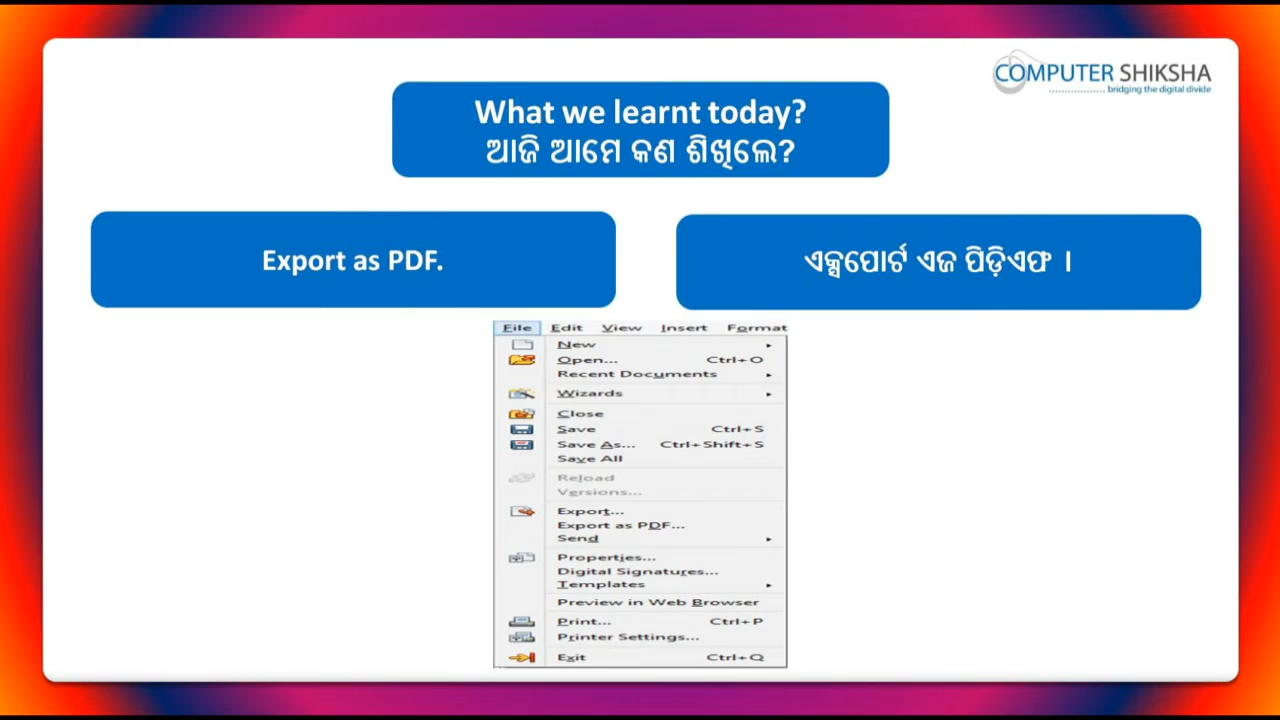 COMPUTER SHIKSHA
bridging the digital divide
What we learnt today?
ଆଜି ଆମେ କଣ ଶିଖିଲେ?
Export as PDF.
ଏକ୍ସପୋର୍ଟ ଏଜ ପିଡ଼ିଏଫ ।
File Edit View Insert Format
New
Open... Ctrl+O
Recent Documents
Wizards
Close
Save Ctrl+S
Save As... Ctrl+Shift+S
Save All
Reload
Versions...
Export...
Export as PDF...
Send
Properties...
Digital Signatures...
Templates
Preview in Web Browser
Print... Ctrl+P
Printer Settings...
Exit Ctrl+Q